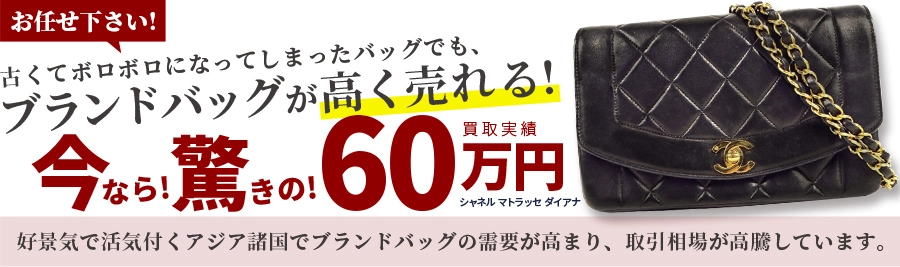 お任せ下さい!
古くてボロボロになってしまったバッグでも、
ブランドバッグが高く売れる!
今なら!驚きの!60万円
買取実績
シャネル マトラッセ ダイアナ
好景気で活気付くアジア諸国でブランドバッグの需要が高まり、取引相場が高騰しています。